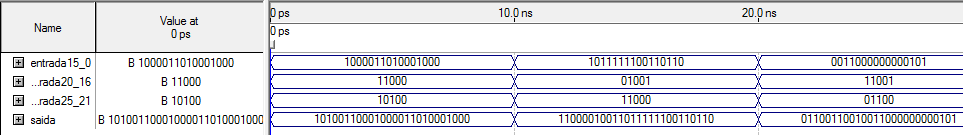 Name
Value at
0 ps
0 ps 10.0 ns 20.0 ns
0 ps
entrada15_0 B 1000011010001000 1000011010001000 1011111100110110 0011000000000101
...rada20_16 B 11000 11000 01001 11001
...rada25_21 B 10100 10100 11000 01100
saida B 10100110001000011010001000 10100110001000011010001000 11000010011011111100110110 01100110010011000000000101